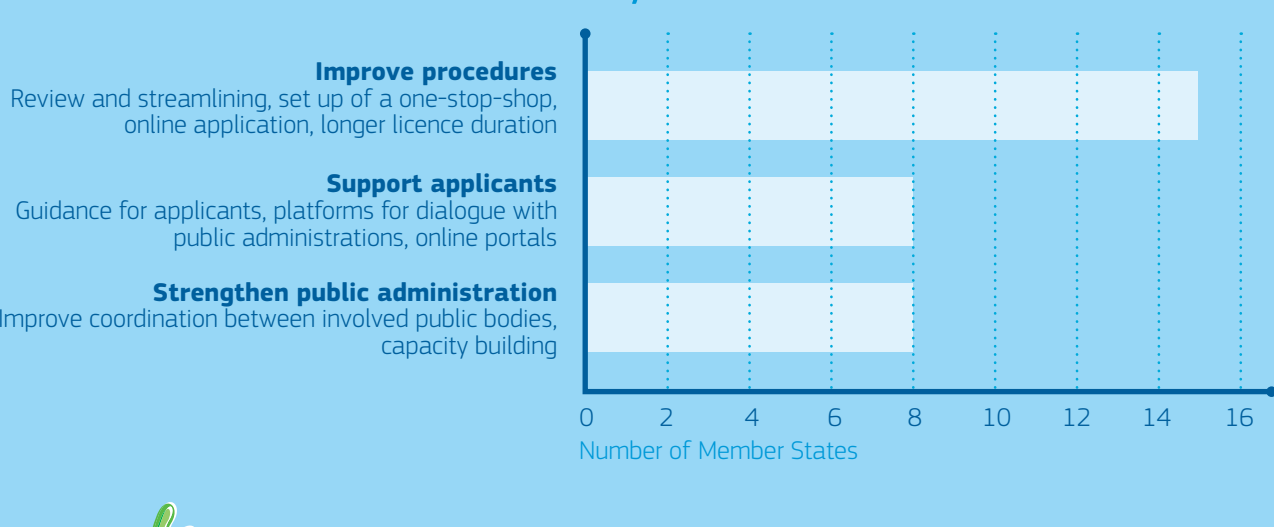 Improve procedures
Review and streamlining, set up of a one-stop-shop,
online application, longer licence duration
Support applicants
Guidance for applicants, platforms for dialogue with
public administrations, online portals
Strengthen public administration
Improve coordination between involved public bodies,
capacity building
0 2 4 6 8 10 12 14 16
Number of Member States